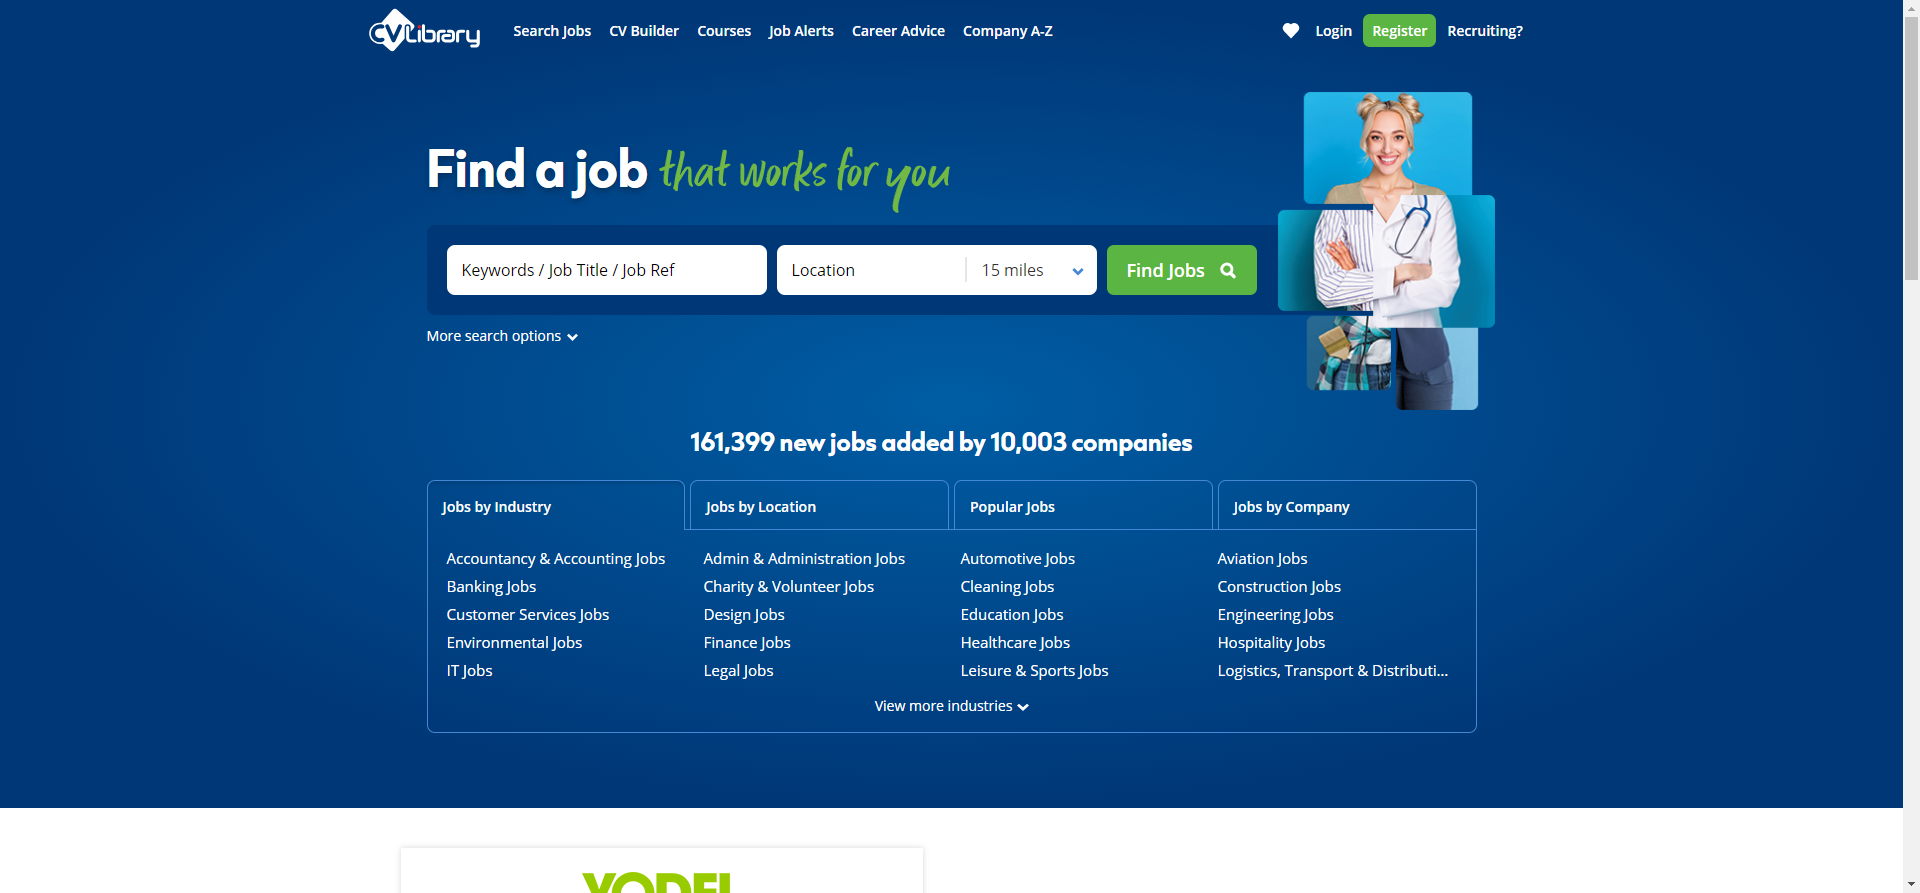 CVLibrary
Search Jobs CV Builder Courses Job Alerts Career Advice Company A-Z
Login Register Recruiting?
Find a job that works for you
Keywords / Job Title / Job Ref Location 15 miles Find Jobs
More search options
161,399 new jobs added by 10,003 companies
Jobs by Industry Jobs by Location Popular Jobs Jobs by Company
Accountancy & Accounting Jobs Admin & Administration Jobs Automotive Jobs Aviation Jobs
Banking Jobs Charity & Volunteer Jobs Cleaning Jobs Construction Jobs
Customer Services Jobs Design Jobs Education Jobs Engineering Jobs
Environmental Jobs Finance Jobs Healthcare Jobs Hospitality Jobs
IT Jobs Legal Jobs Leisure & Sports Jobs Logistics, Transport & Distributi...
View more industries
YODEL